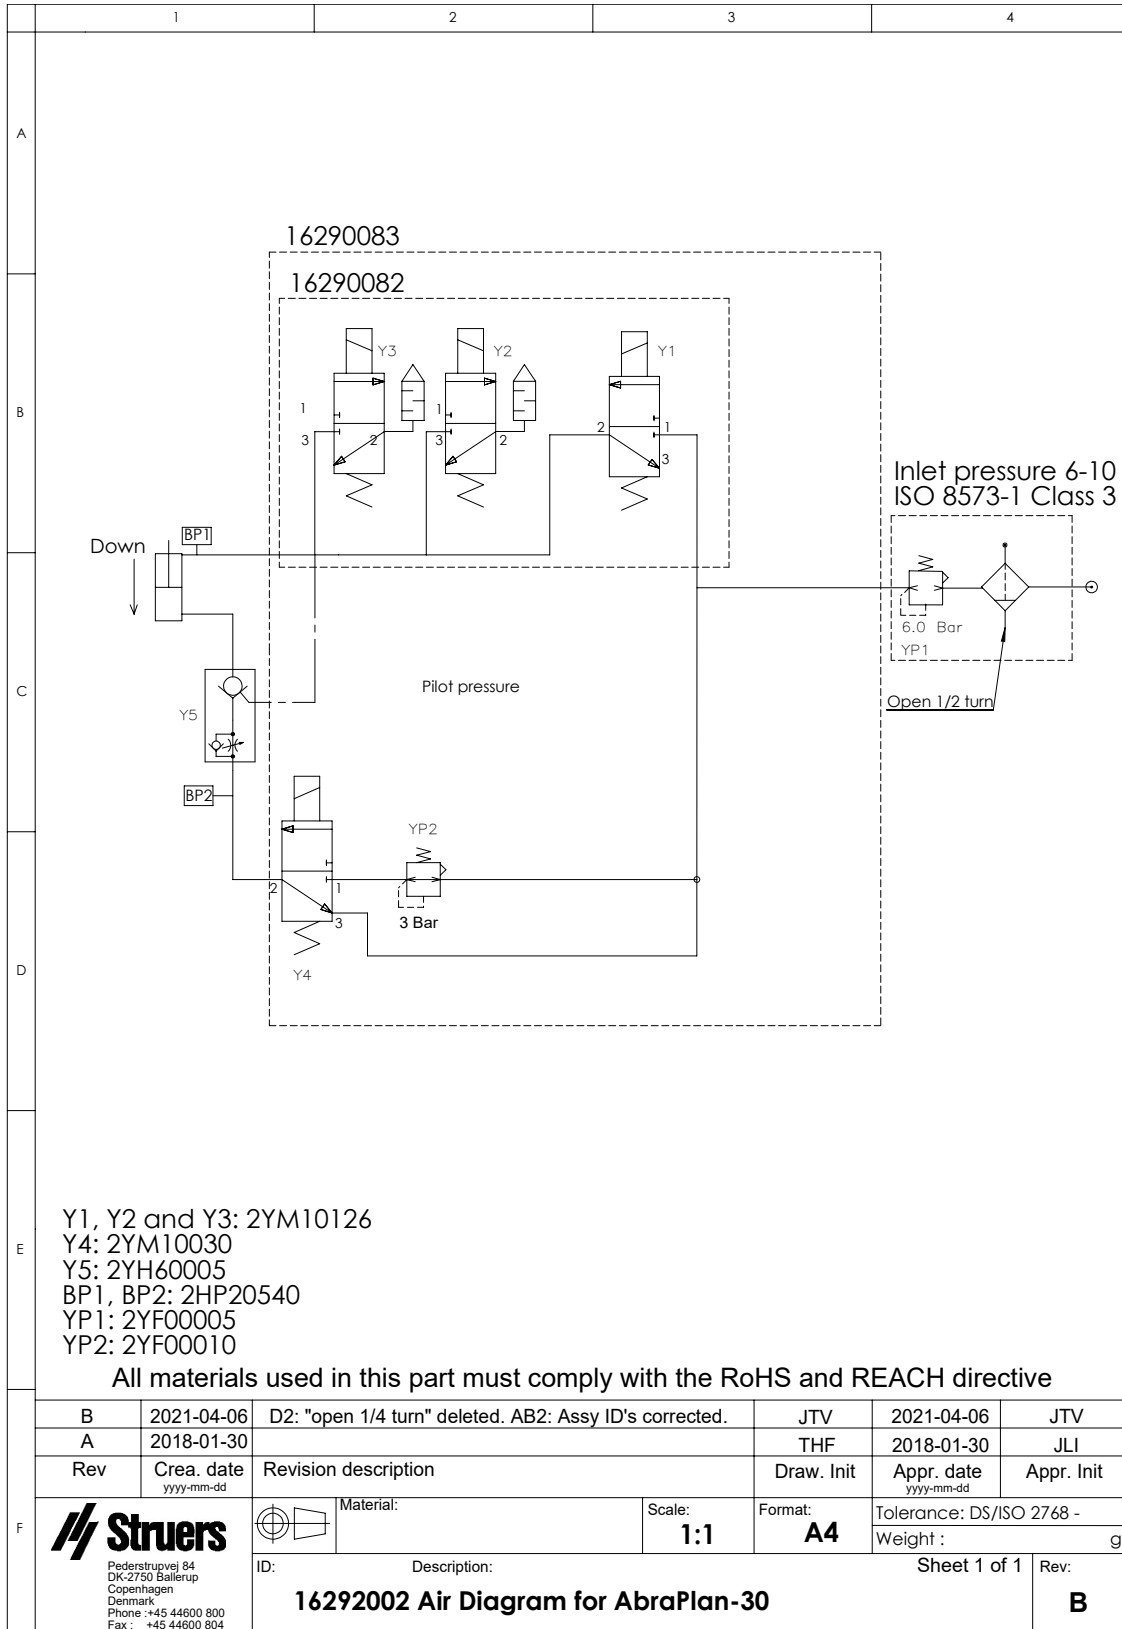 1 2 3 4
A
16290083
16290082
Y3 Y2 Y1
B
1 1
3 2 3 2 2 1
3
Inlet pressure 6-10
ISO 8573-1 Class 3
Down
BP1
6.0 Bar
YP1
C
Pilot pressure
Open 1/2 turn
Y5
BP2
YP2
2 1
3
3 Bar
D
Y4
Y1, Y2 and Y3: 2YM10126
E
Y4: 2YM10030
Y5: 2YH60005
BP1, BP2: 2HP20540
YP1: 2YF00005
YP2: 2YF00010
All materials used in this part must comply with the RoHS and REACH directive
B 2021-04-06 D2: "open 1/4 turn" deleted. AB2: Assy ID's corrected. JTV 2021-04-06 JTV
A 2018-01-30 THF 2018-01-30 JLI
Rev Crea. date Revision description Draw. Init Appr. date Appr. Init
yyyy-mm-dd yyyy-mm-dd
F
Struers
Material:
Scale:
1:1
Format:
A4
Tolerance: DS/ISO 2768 -
Weight : g
Pederstrupvej 84
DK-2750 Ballerup
Copenhagen
Denmark
Phone :+45 44600 800
Fax : +45 44600 804
ID: Description: Sheet 1 of 1 Rev:
16292002 Air Diagram for AbraPlan-30 B